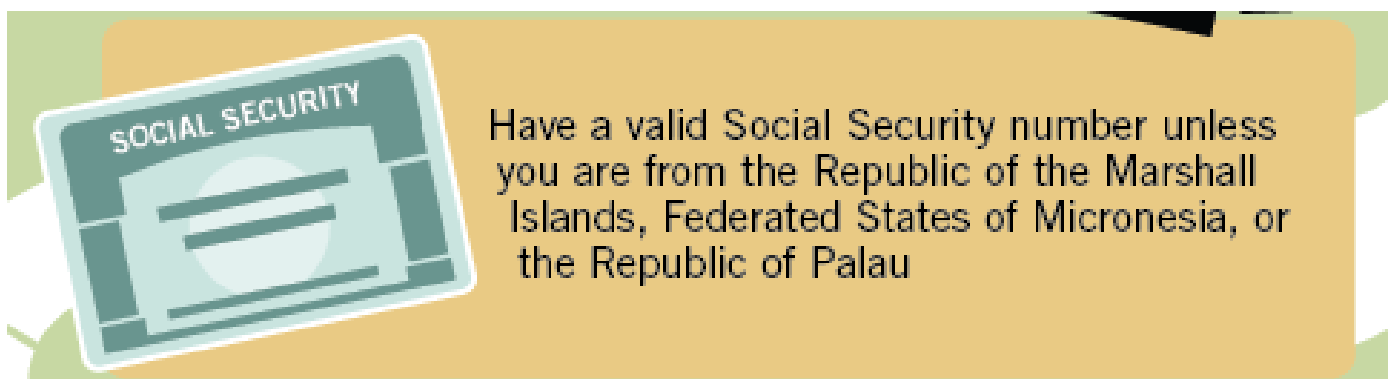 SOCIAL SECURITY
Have a valid Social Security number unless
you are from the Republic of the Marshall
Islands, Federated States of Micronesia, or
the Republic of Palau